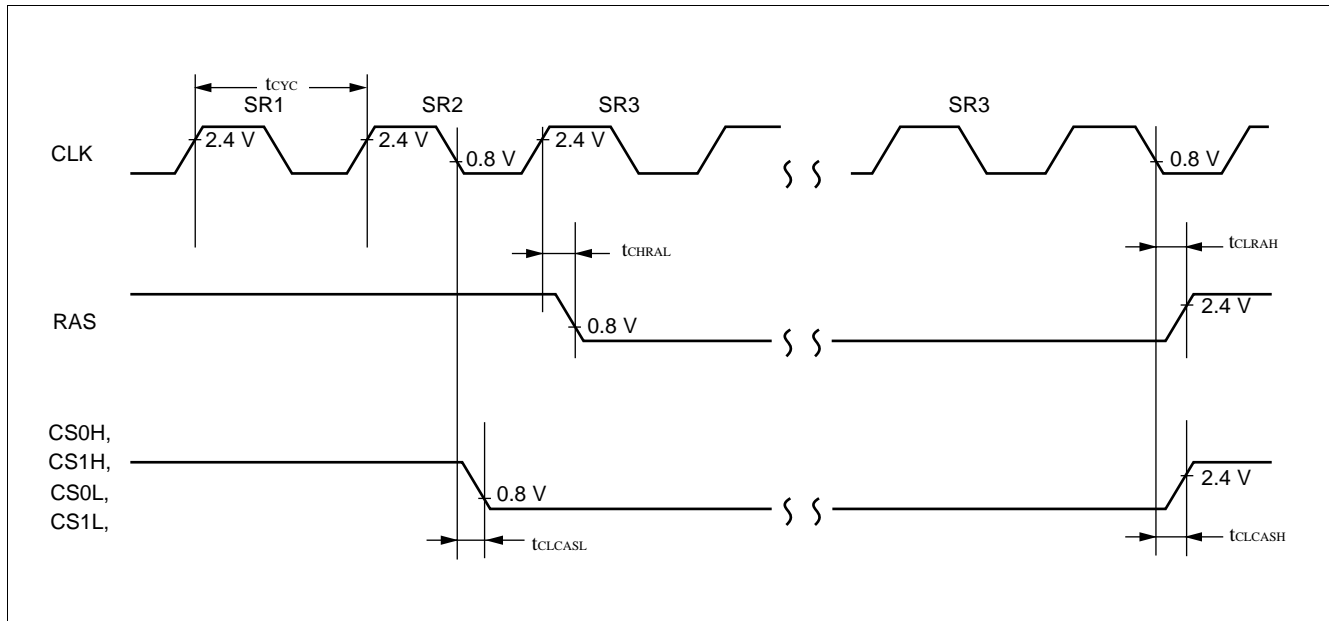 tCYC
SR1 SR2 SR3 SR3
CLK 2.4 V 2.4 V 0.8 V 2.4 V 0.8 V
tCHRAL tCLRAH
RAS 0.8 V 2.4 V
CS0H,
CS1H,
CS0L, 0.8 V 2.4 V
CS1L,
tCLCASL tCLCASH